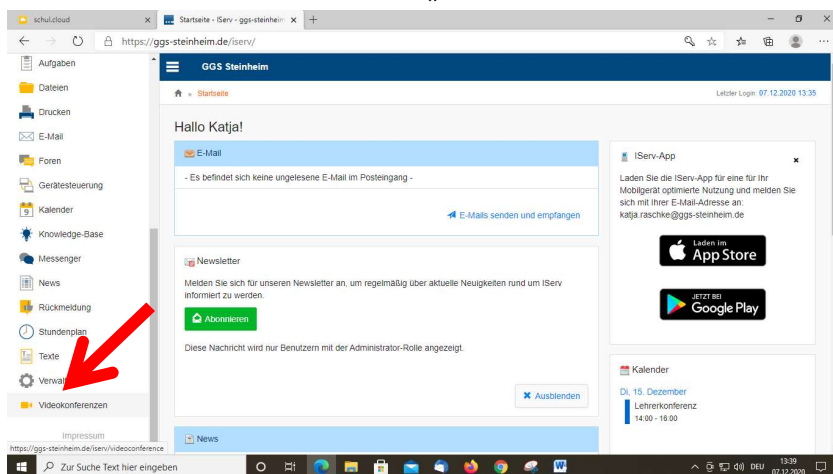 schul.cloud
Startseite - IServ - ggs-steinheim
https://ggs-steinheim.de/iserv/
Aufgaben
Dateien
Drucken
E-Mail
Foren
Gerätesteuerung
Kalender
Knowledge-Base
Messenger
News
Rückmeldung
Stundenplan
Texte
Videokonferenzen
Impressum
https://ggs-steinheim.de/iserv/videoconference
GGS Steinheim
» Startseite
Letzter Login: 07.12.2020 13:35
Hallo Katja!
E-Mail
- Es befindet sich keine ungelesene E-Mail im Posteingang -
E-Mails senden und empfangen
Newsletter
Melden Sie sich für unseren Newsletter an, um regelmäßig über aktuelle Neuigkeiten rund um IServ
informiert zu werden.
Abonnieren
Diese Nachricht wird nur Benutzern mit der Administrator-Rolle angezeigt.
Ausblenden
News
IServ-App
Laden Sie die IServ-App für eine für Ihr
Mobilgerät optimierte Nutzung und melden Sie
sich mit Ihrer E-Mail-Adresse an:
katja.raschke@ggs-steinheim.de
Laden im
App Store
JETZT BEI
Google Play
Kalender
Di, 15. Dezember
Lehrerkonferenz
14:00 - 16:00
Zur Suche Text hier eingeben
DEU
13:39
07.12.2020